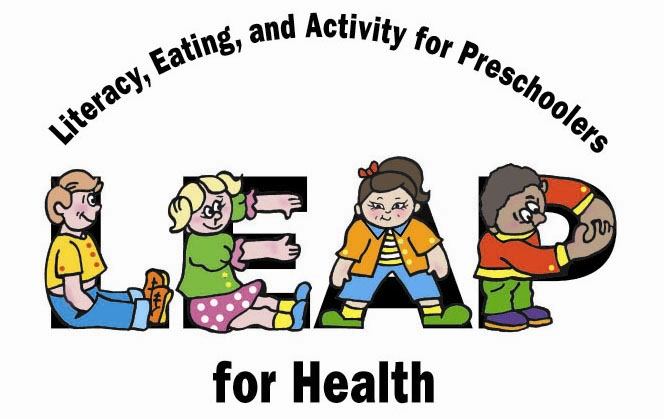 Literacy, Eating, and Activity for Preschoolers
LEAP
for Health